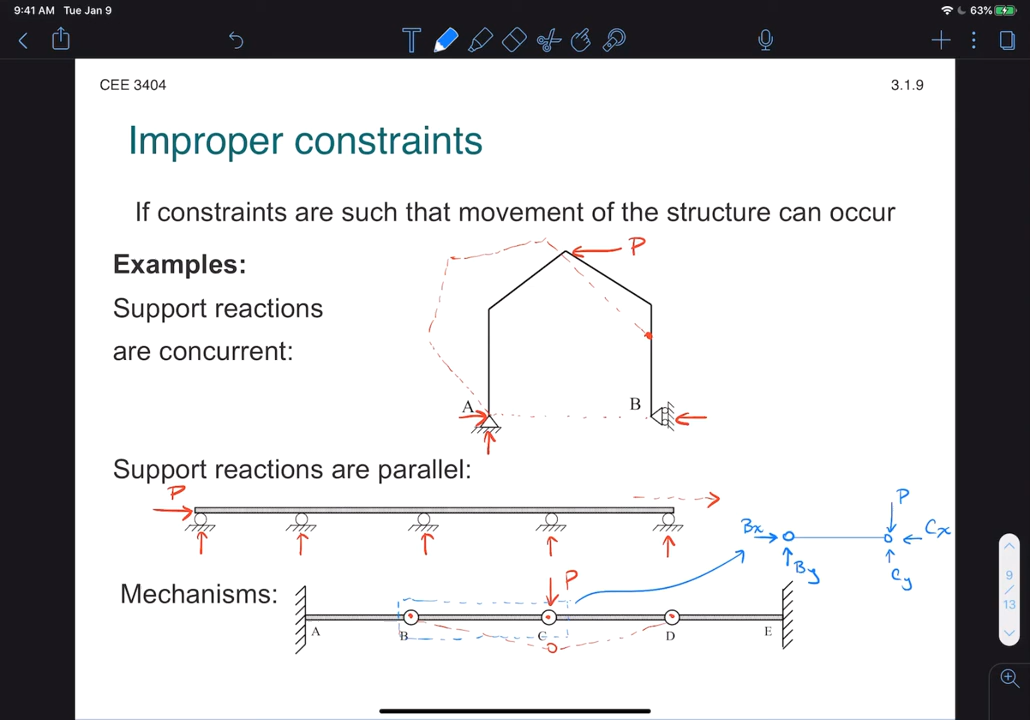 9:41 AM Tue Jan 9
63%
CEE 3404
3.1.9
Improper constraints
If constraints are such that movement of the structure can occur
P
Examples:
Support reactions
are concurrent:
A
B
Support reactions are parallel:
P
P
Bx
Cx
By
Cy
P
Mechanisms:
A
B
C
D
E
9
/
13